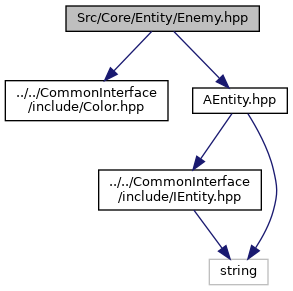 Src/Core/Entity/Enemy.hpp
../../CommonInterface
/include/Color.hpp
AEntity.hpp
../../CommonInterface
/include/IEntity.hpp
string